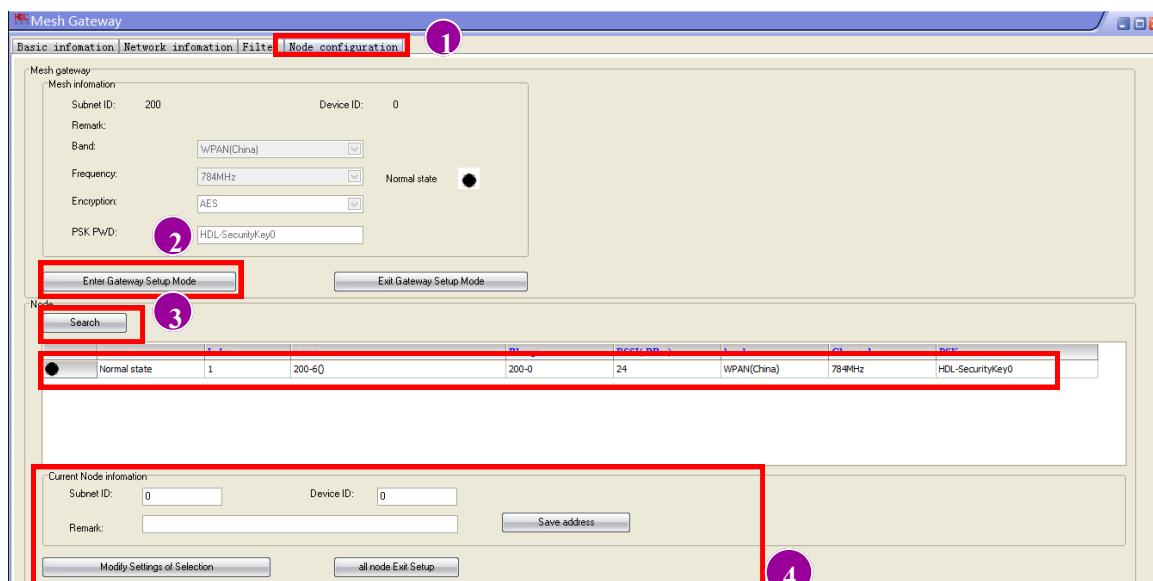 HDL Mesh Gateway
Basic infomation Network infomation Filte Node configuration
1
Mesh gateway
Mesh infomation
Subnet ID: 200 Device ID: 0
Remark:
Band: WPAN(China)
Frequency: 784MHz Normal state
Encryption: AES
PSK PWD: HDL-SecurityKey0
2
Enter Gateway Setup Mode Exit Gateway Setup Mode
3
Node
Search
Normal state 1 200-6() 200-0 24 WPAN(China) 784MHz HDL-SecurityKey0
Current Node infomation
Subnet ID: 0 Device ID: 0
Remark: Save address
Modify Settings of Selection all node Exit Setup
4